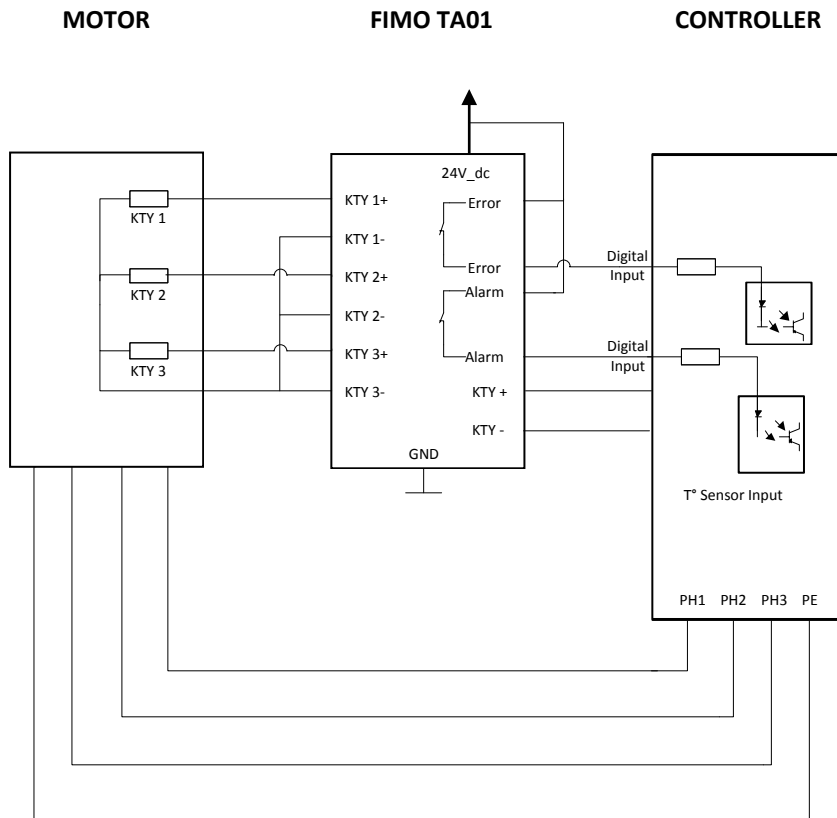 MOTOR
FIMO TA01
CONTROLLER
KTY 1
KTY 2
KTY 3
24V_dc
KTY 1+
Error
KTY 1-
KTY 2+
Error
Alarm
KTY 2-
KTY 3+
Alarm
KTY 3-
KTY +
KTY -
GND
Digital
Input
Digital
Input
T° Sensor Input
PH1 PH2 PH3 PE